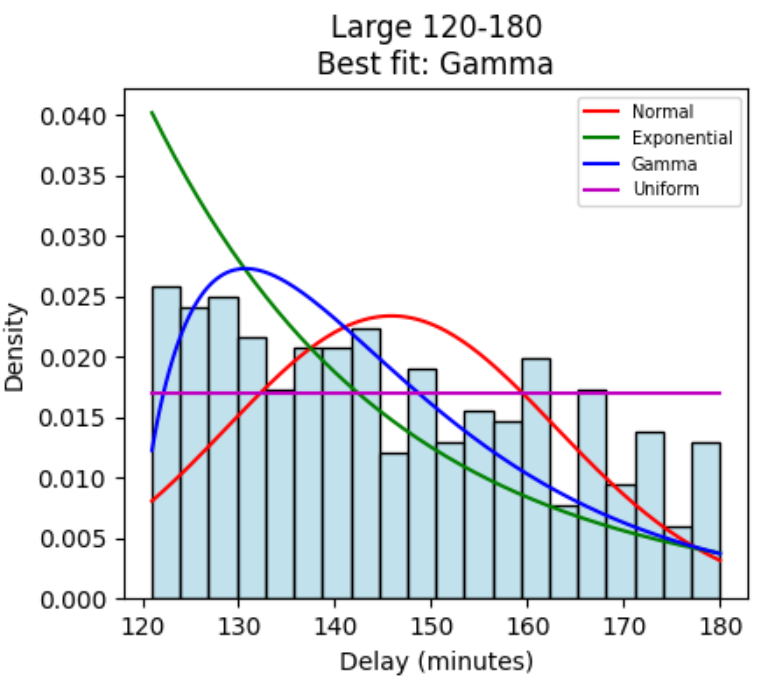 Large 120-180
Best fit: Gamma
Normal
Exponential
Gamma
Uniform
0.040
0.035
0.030
0.025
0.020
0.015
0.010
0.005
0.000
Density
120 130 140 150 160 170 180
Delay (minutes)